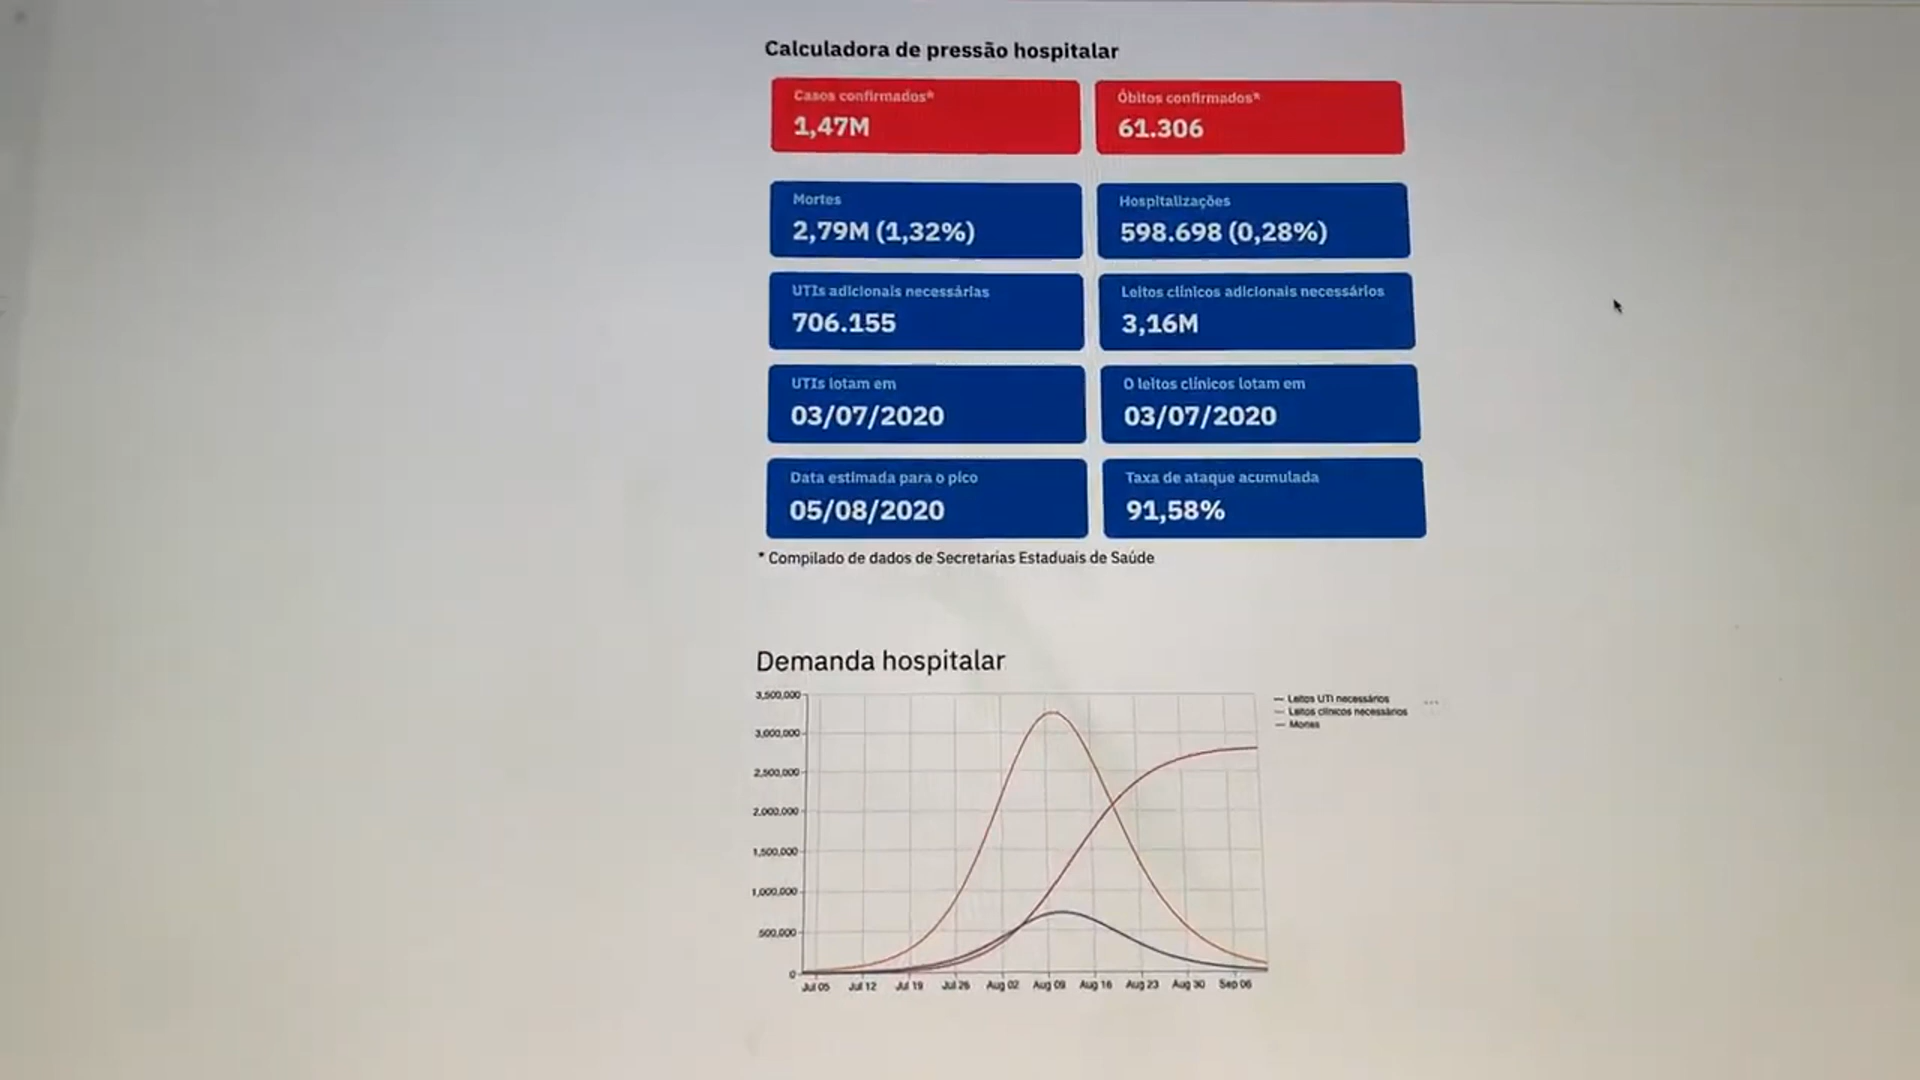 Calculadora de pressão hospitalar
Casos confirmados*
1,47M
Óbitos confirmados*
61.306
Mortes
2,79M (1,32%)
Hospitalizações
598.698 (0,28%)
UTIs adicionais necessárias
706.155
Leitos clínicos adicionais necessários
3,16M
UTIs lotam em
03/07/2020
O leitos clínicos lotam em
03/07/2020
Data estimada para o pico
05/08/2020
Taxa de ataque acumulada
91,58%
* Compilado de dados de Secretarias Estaduais de Saúde
Demanda hospitalar
3,500,000
3,000,000
2,500,000
2,000,000
1,500,000
1,000,000
500,000
0
Jul 05 Jul 12 Jul 19 Jul 26 Aug 02 Aug 09 Aug 16 Aug 23 Aug 30 Sep 06
Leitos UTI necessários
Leitos clínicos necessários
Mortes